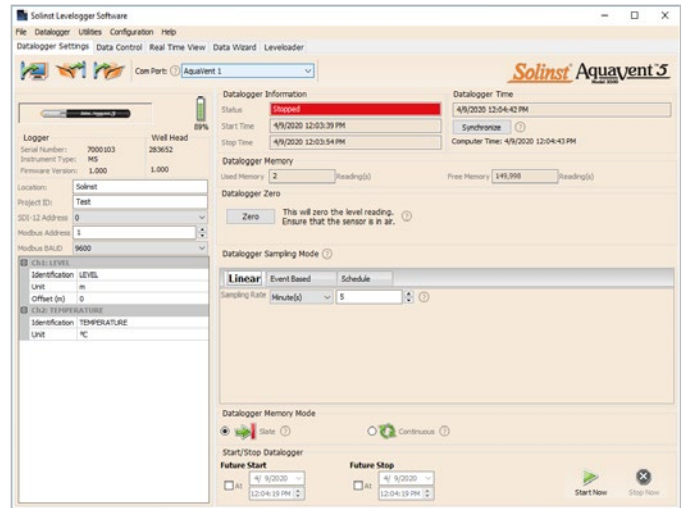 Solinst Levelogger Software
File Datalogger Utilities Configuration Help
Datalogger Settings Data Control Real Time View Data Wizard Leveloader
Com Port: ? AquaVent 1
Solinst Aquavent 5
Datalogger Information
Datalogger Time
Status Stopped
4/9/2020 12:04:42 PM
89%
Start Time 4/9/2020 12:03:39 PM
Synchronize ?
Logger Well Head
Stop Time 4/9/2020 12:03:54 PM
Computer Time: 4/9/2020 12:04:43 PM
Serial Number: 7000103 283652
Instrument Type: M5
Firmware Version: 1.000 1.000
Datalogger Memory
Used Memory 2 Reading(s)
Free Memory 149,998 Reading(s)
Location: Solinst
Project ID: Test
SDI-12 Address 0
Modbus Address 1
Modbus BAUD 9600
Datalogger Zero
Zero
This will zero the level reading.
Ensure that the sensor is in air. ?
Datalogger Sampling Mode ?
Ch1: LEVEL
Identification LEVEL
Unit m
Offset (m) 0
Ch2: TEMPERATURE
Identification TEMPERATURE
Unit ºC
Linear Event Based Schedule
Sampling Rate Minute(s) 5 ?
Datalogger Memory Mode
Slate ? Continuous ?
Start/Stop Datalogger
Future Start
At 4/ 9/2020
12:04:19 PM
Future Stop
At 4/ 9/2020
12:04:19 PM
Start Now Stop Now